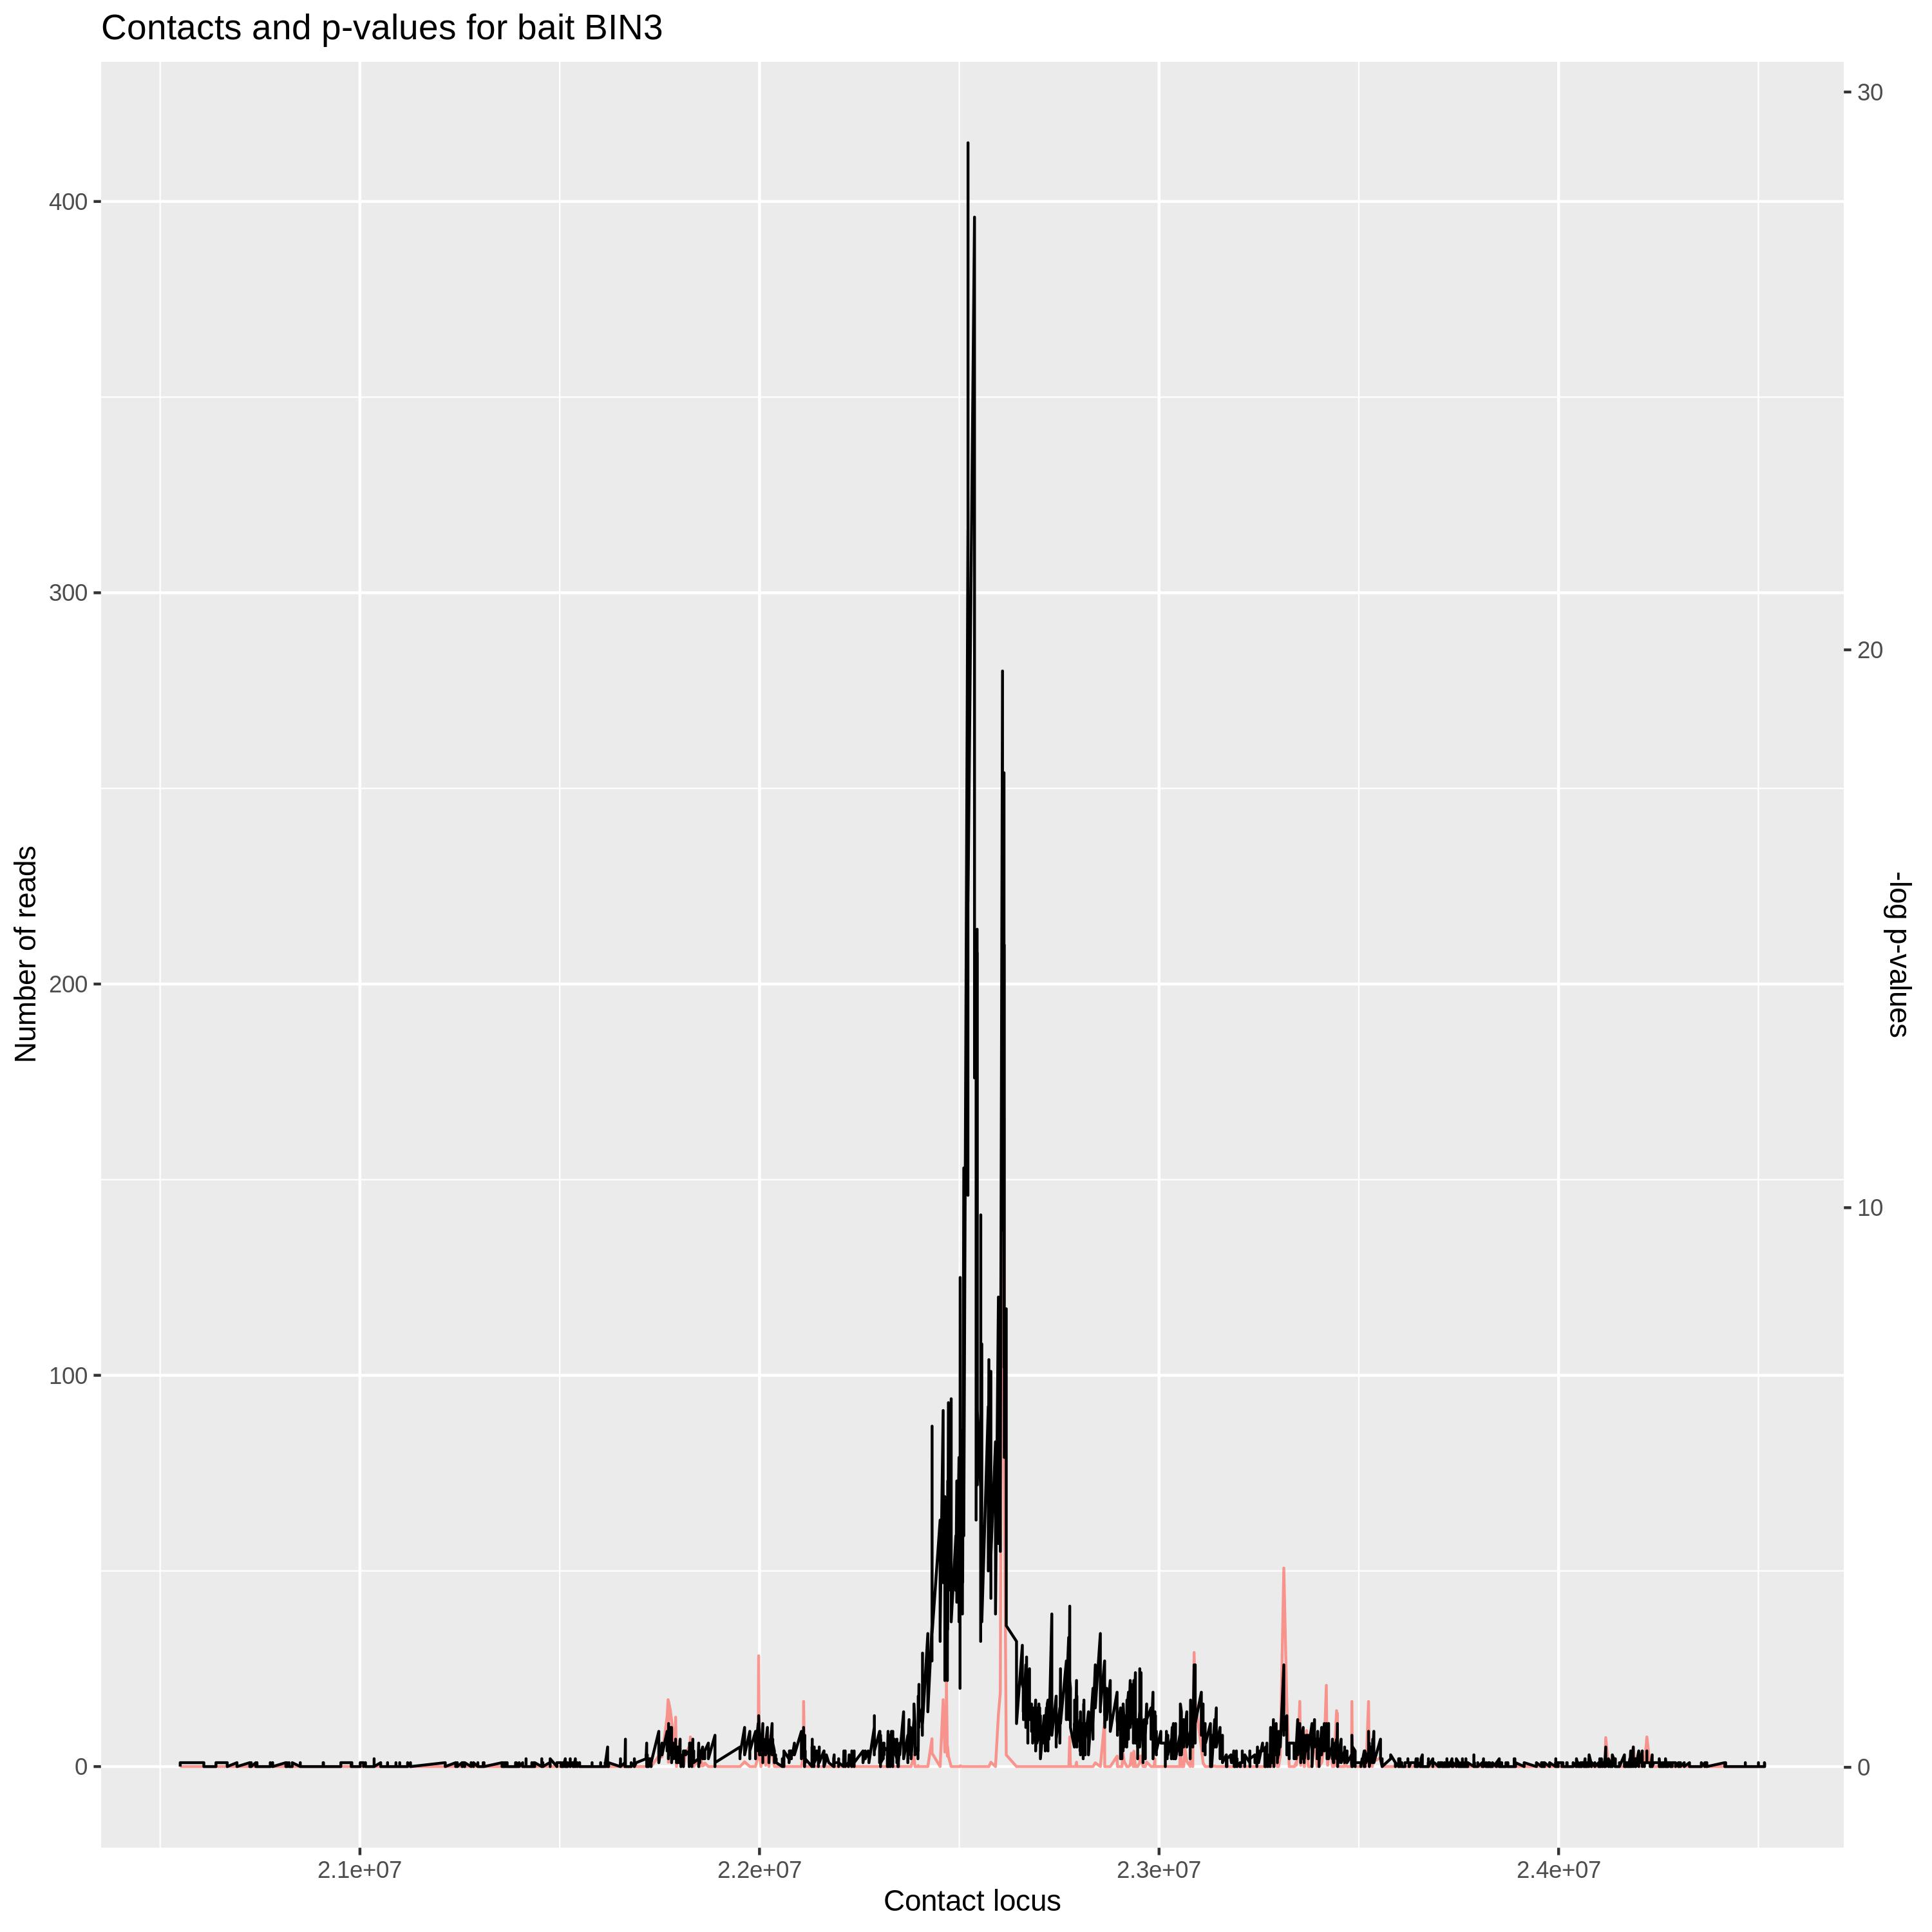 Contacts and p-values for bait BIN3
400
300
200
100
0
30
20
10
0
Number of reads
-log p-values
2.1e+07
2.2e+07
2.3e+07
2.4e+07
Contact locus